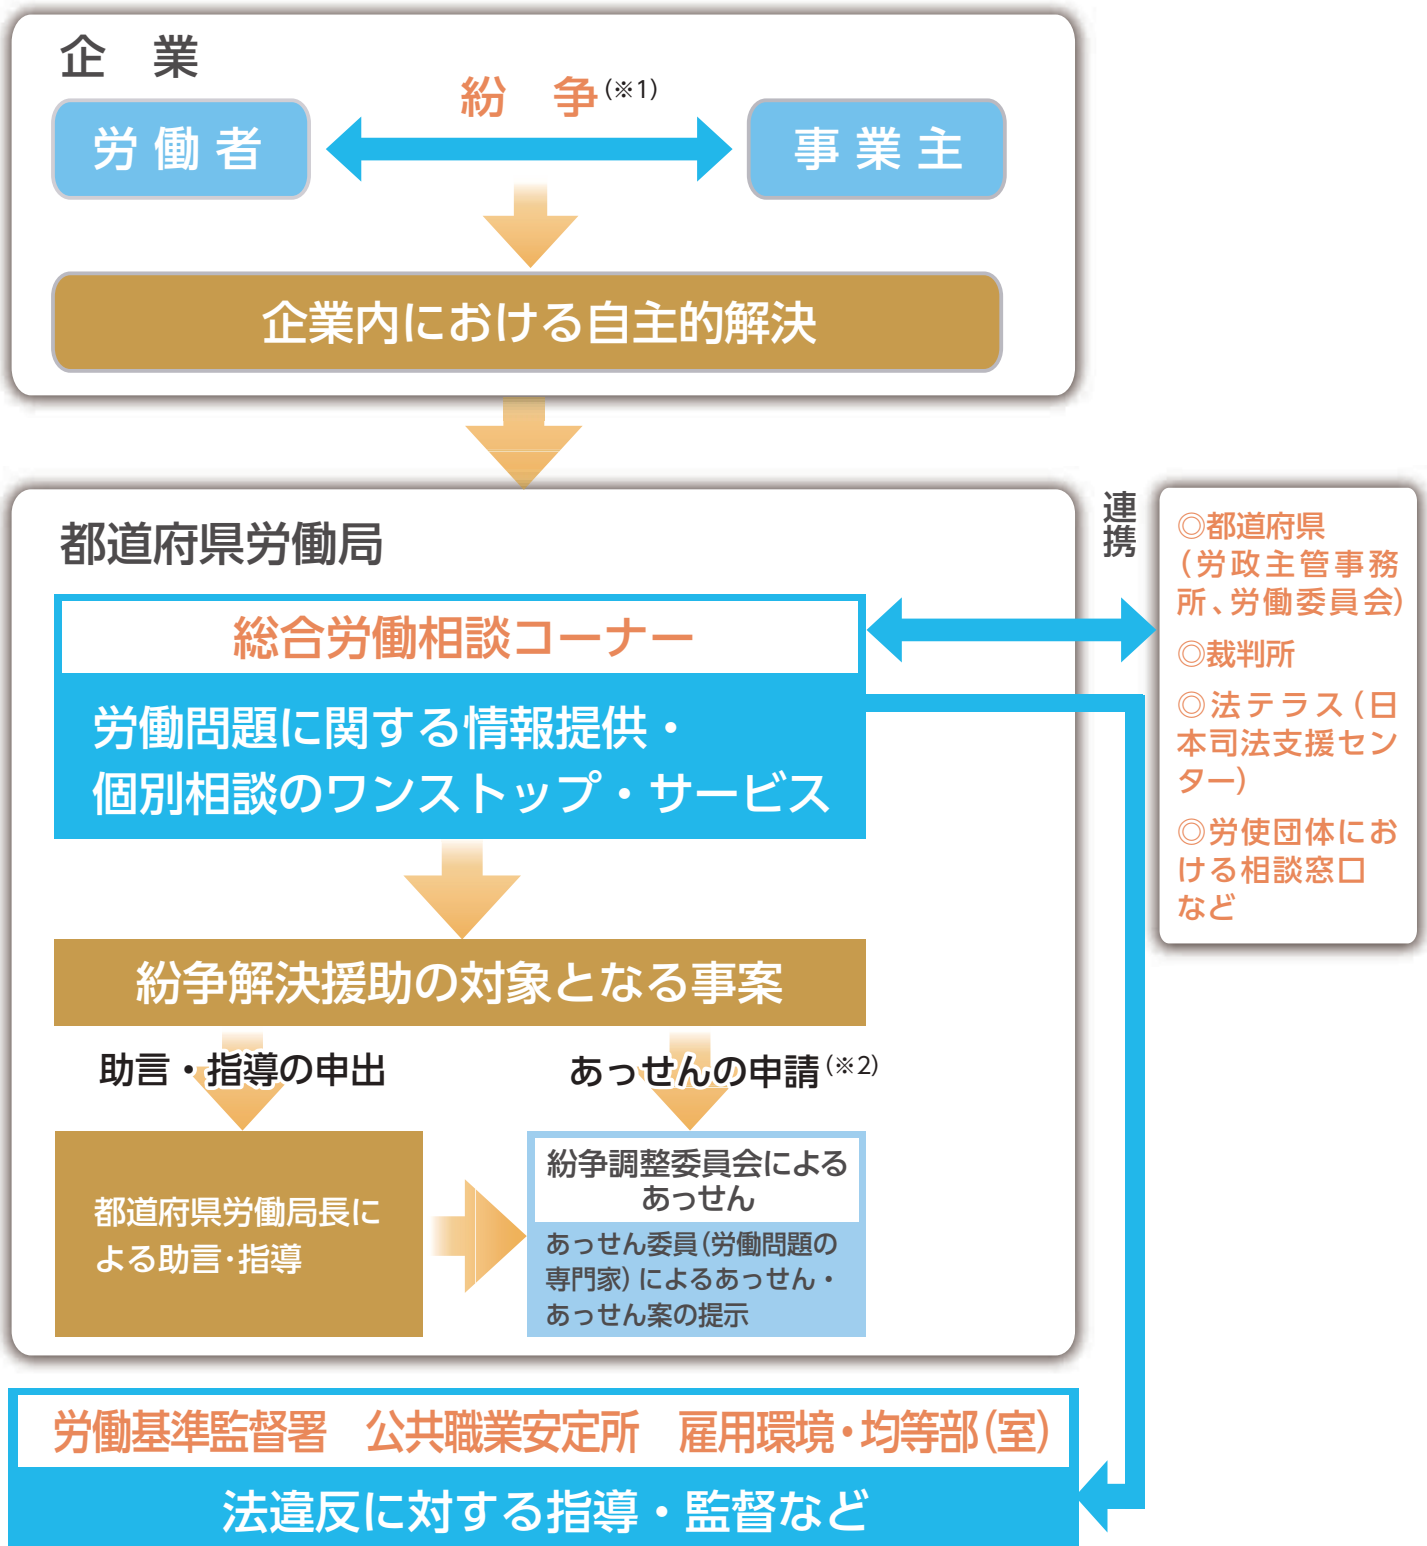 企　業
紛　争(※1)
労働者
事業主
企業内における自主的解決
都道府県労働局
連携
総合労働相談コーナー
労働問題に関する情報提供・
個別相談のワンストップ・サービス
◎都道府県
(労政主管事務
所、労働委員会)
◎裁判所
◎法テラス(日
本司法支援セン
ター)
◎労使団体にお
ける相談窓口
など
紛争解決援助の対象となる事案
助言・指導の申出
あっせんの申請(※2)
都道府県労働局長に
よる助言・指導
紛争調整委員会による
あっせん
あっせん委員(労働問題の
専門家)によるあっせん・
あっせん案の提示
労働基準監督署　公共職業安定所　雇用環境・均等部(室)
法違反に対する指導・監督など